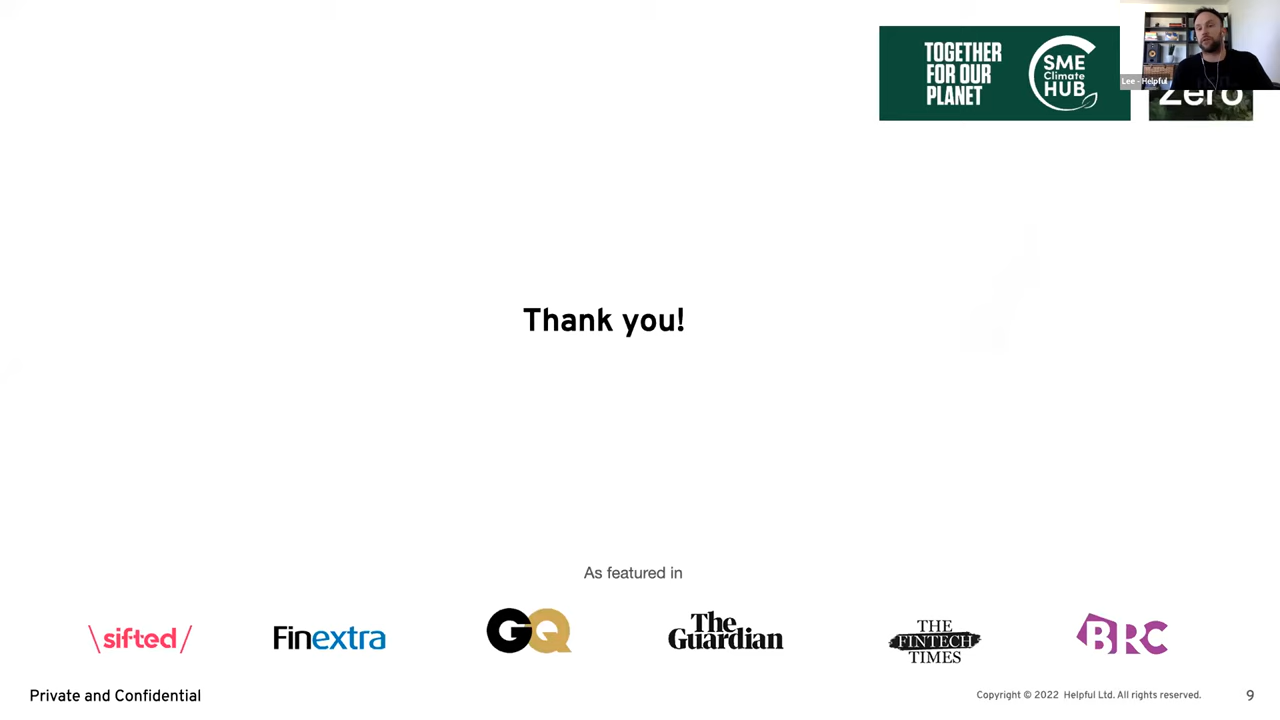 TOGETHER
FOR OUR
PLANET
SME
Climate
HUB
Lee - Helpful
Zero
Thank you!
As featured in
\sifted/
Finextra
GQ
The
Guardian
THE
FINTECH
TIMES
BRC
Private and Confidential
Copyright © 2022 Helpful Ltd. All rights reserved.
9